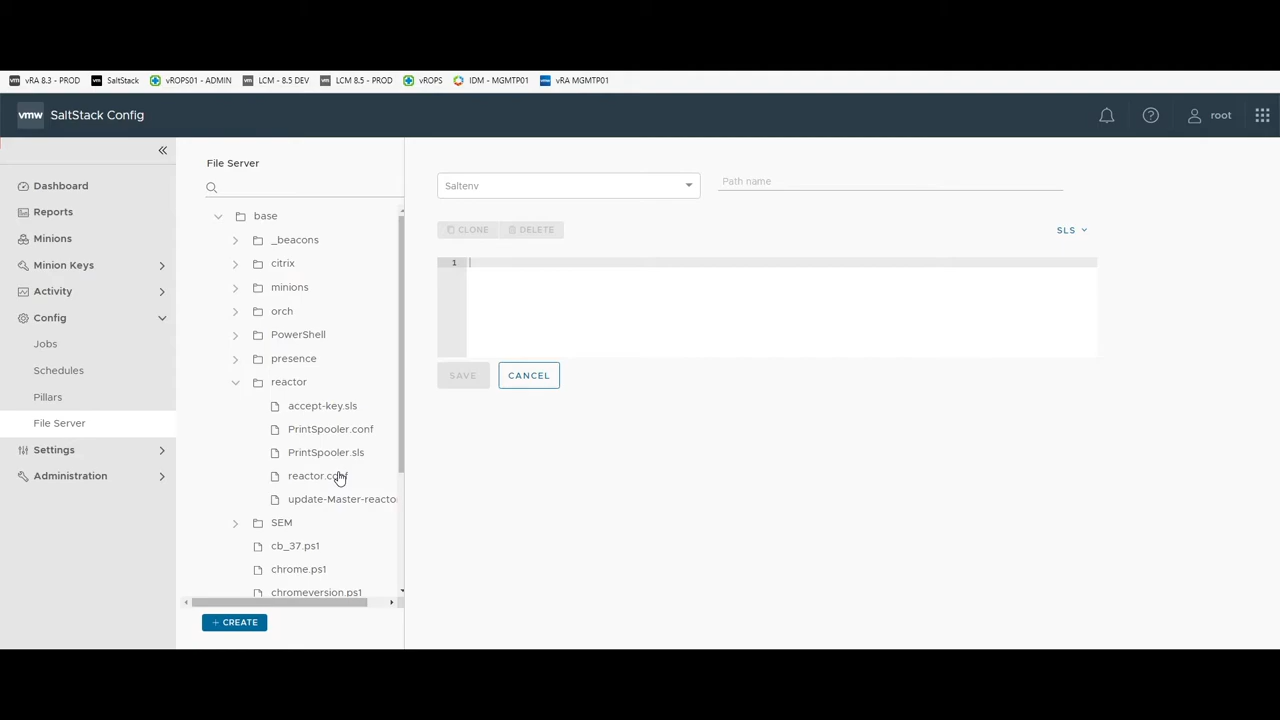 vRA 8.3 - PROD SaltStack vROPS01 - ADMIN LCM - 8.5 DEV LCM 8.5 - PROD vROPS IDM - MGMTP01 vRA MGMTP01
vmw SaltStack Config root
File Server
Saltenv Path name
Dashboard
Reports
Minions
Minion Keys
Activity
Config
Jobs
Schedules
Pillars
File Server
Settings
Administration
base
_beacons
citrix
minions
orch
PowerShell
presence
reactor
accept-key.sls
PrintSpooler.conf
PrintSpooler.sls
reactor.conf
update-Master-reacto
SEM
cb_37.ps1
chrome.ps1
chromeversion.ps1
+ CREATE
CLONE DELETE SLS
1
SAVE CANCEL